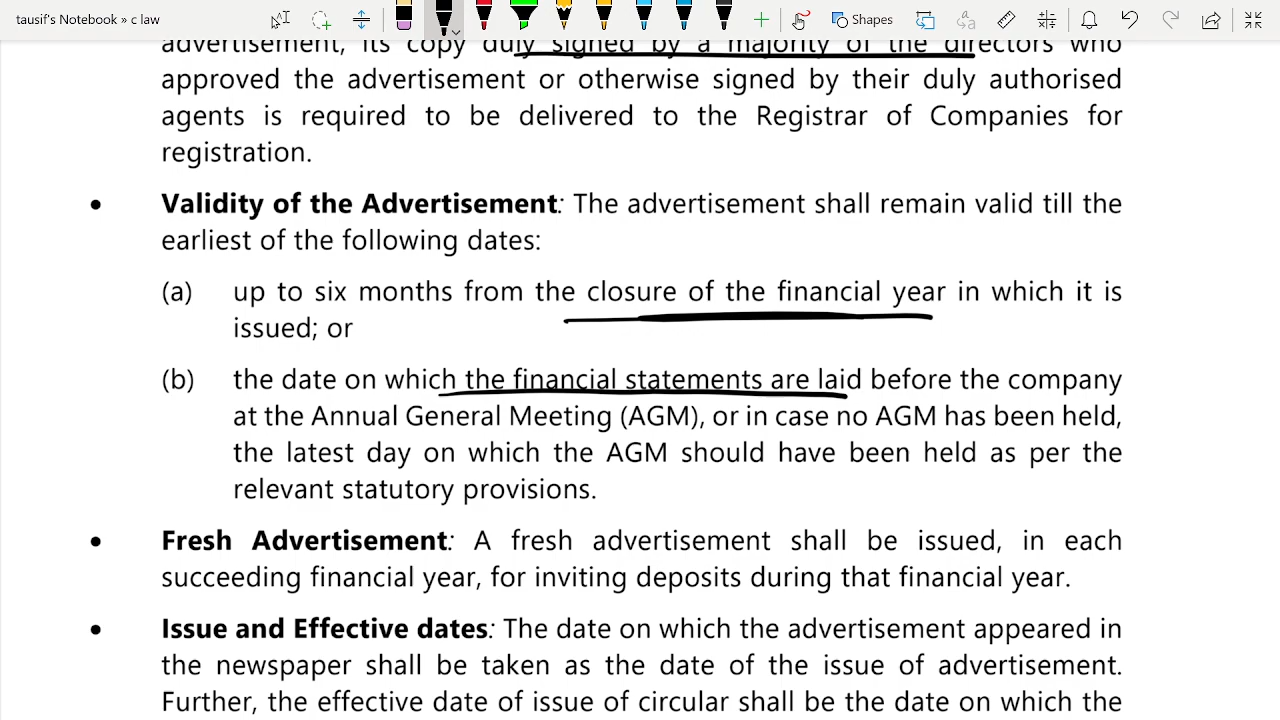 tausif's Notebook » c law
Shapes
advertisement, its copy duly signed by a majority of the directors who
approved the advertisement or otherwise signed by their duly authorised
agents is required to be delivered to the Registrar of Companies for
registration.
• Validity of the Advertisement: The advertisement shall remain valid till the
earliest of the following dates:
(a) up to six months from the closure of the financial year in which it is
issued; or
(b) the date on which the financial statements are laid before the company
at the Annual General Meeting (AGM), or in case no AGM has been held,
the latest day on which the AGM should have been held as per the
relevant statutory provisions.
• Fresh Advertisement: A fresh advertisement shall be issued, in each
succeeding financial year, for inviting deposits during that financial year.
• Issue and Effective dates: The date on which the advertisement appeared in
the newspaper shall be taken as the date of the issue of advertisement.
Further, the effective date of issue of circular shall be the date on which the